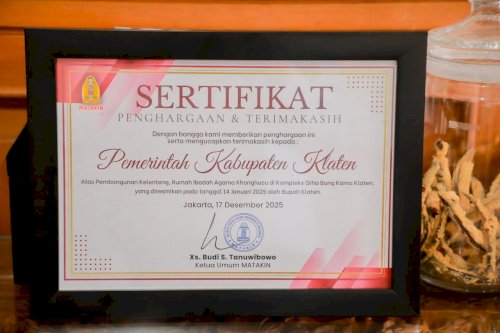 MATAKIN
SERTIFIKAT
PENGHARGAAN & TERIMAKASIH
Dengan bangga kami memberikan penghargaan ini
serta mengucapkan terimakasih kepada :
Pemerintah Kabupaten Klaten
Atas Pembangunan Kelenteng, Rumah Ibadah Agama Khonghucu di Kompleks Grha Bung Karno Klaten,
yang diresmikan pada tanggal 14 Januari 2025 oleh Bupati Klaten.
Jakarta, 17 Desember 2025
Xs. Budi S. Tanuwibowo
Ketua Umum MATAKIN